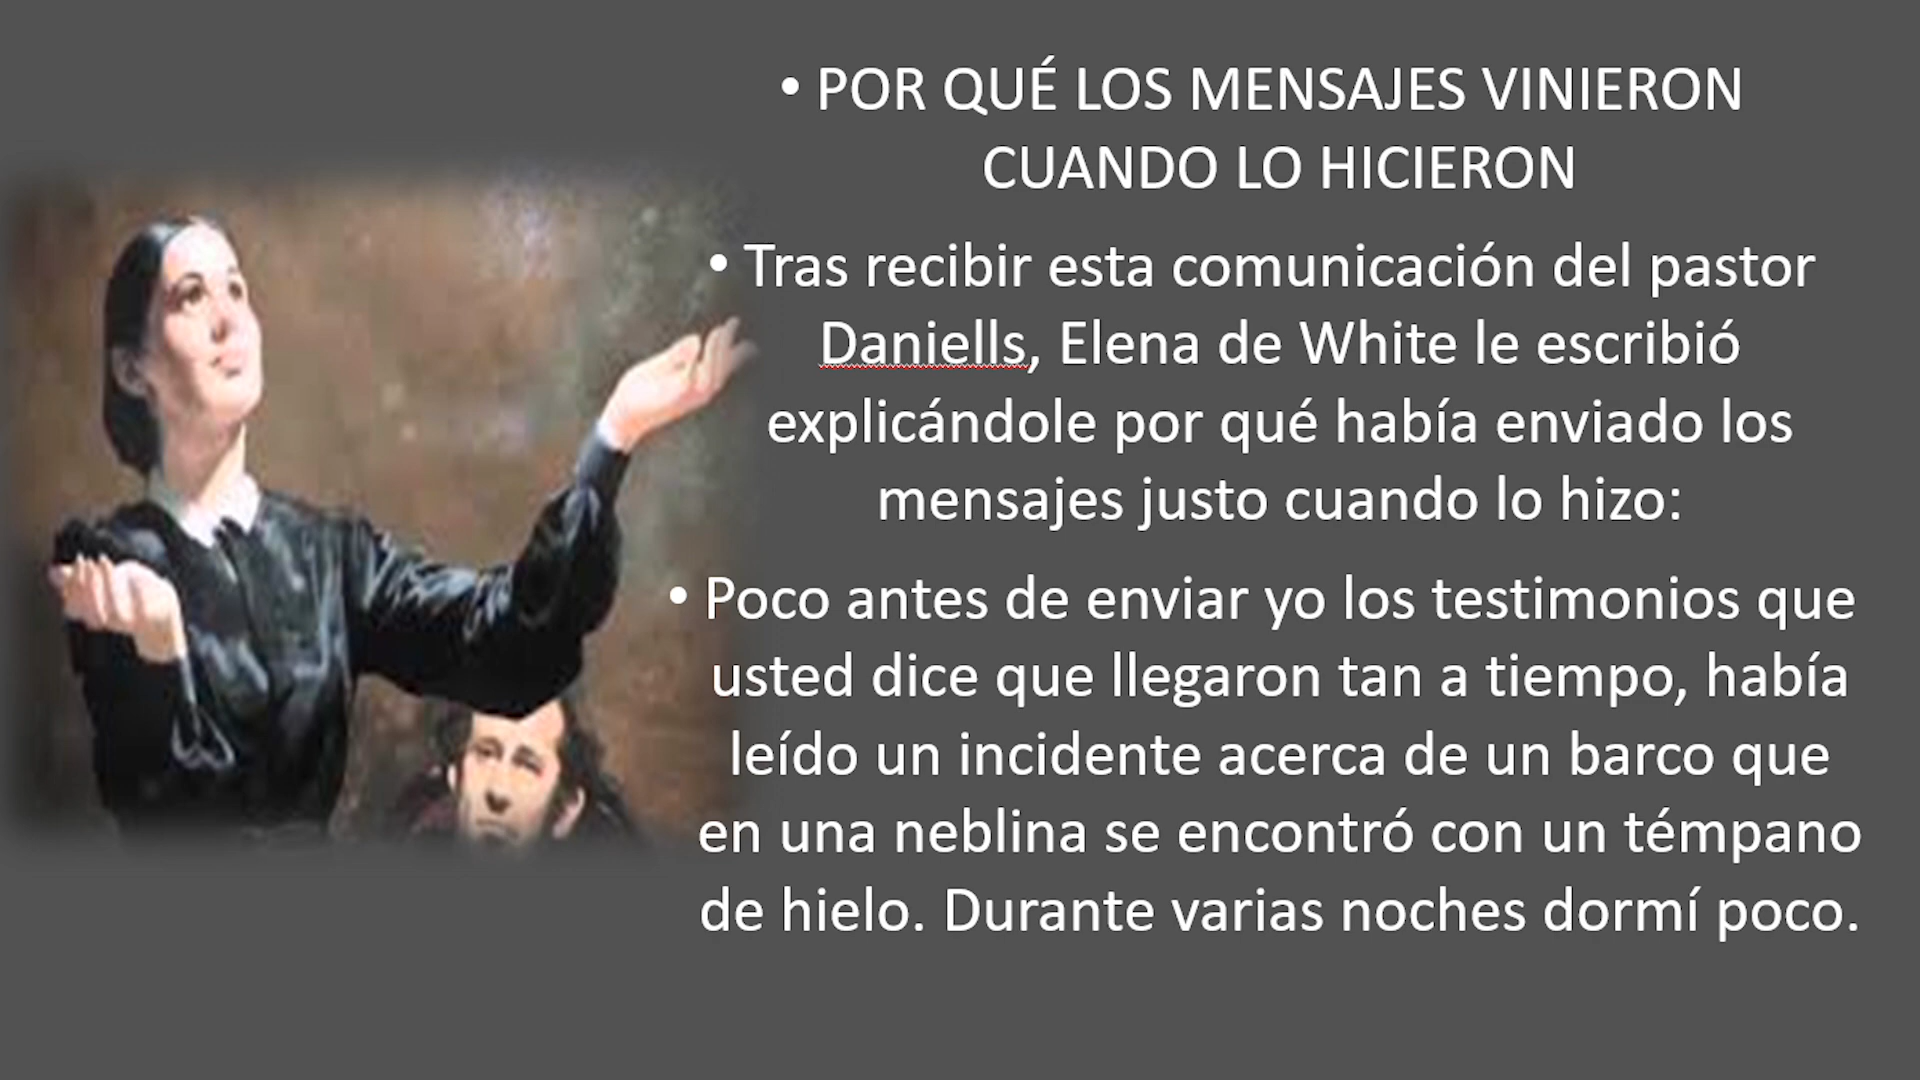 • POR QUÉ LOS MENSAJES VINIERON
CUANDO LO HICIERON
• Tras recibir esta comunicación del pastor
Daniells, Elena de White le escribió
explicándole por qué había enviado los
mensajes justo cuando lo hizo:
• Poco antes de enviar yo los testimonios que
usted dice que llegaron tan a tiempo, había
leído un incidente acerca de un barco que
en una neblina se encontró con un témpano
de hielo. Durante varias noches dormí poco.